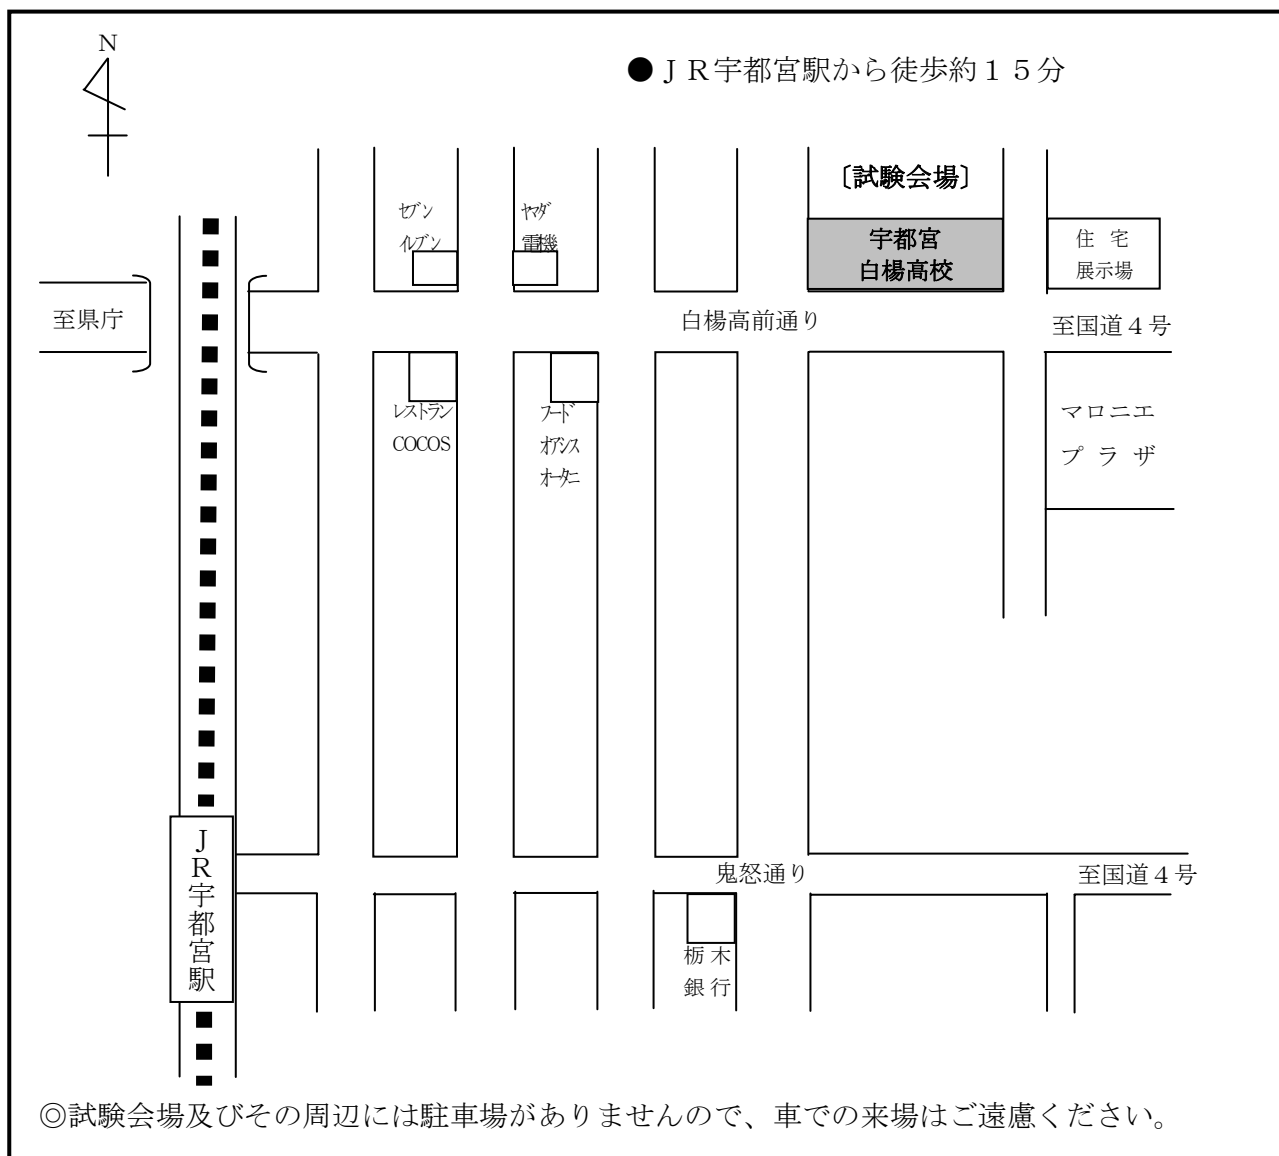 N
●ＪＲ宇都宮駅から徒歩約１５分
〔試験会場〕
セブン
イレブン
ヤマダ
電機
宇都宮
白楊高校
住 宅
展示場
至県庁
白楊高前通り
至国道４号
レストラン
COCOS
フード
オアシス
オータニ
マロニエ
プ ラ ザ
ＪＲ宇都宮駅
鬼怒通り
至国道４号
栃 木
銀 行
◎試験会場及びその周辺には駐車場がありませんので、車での来場はご遠慮ください。